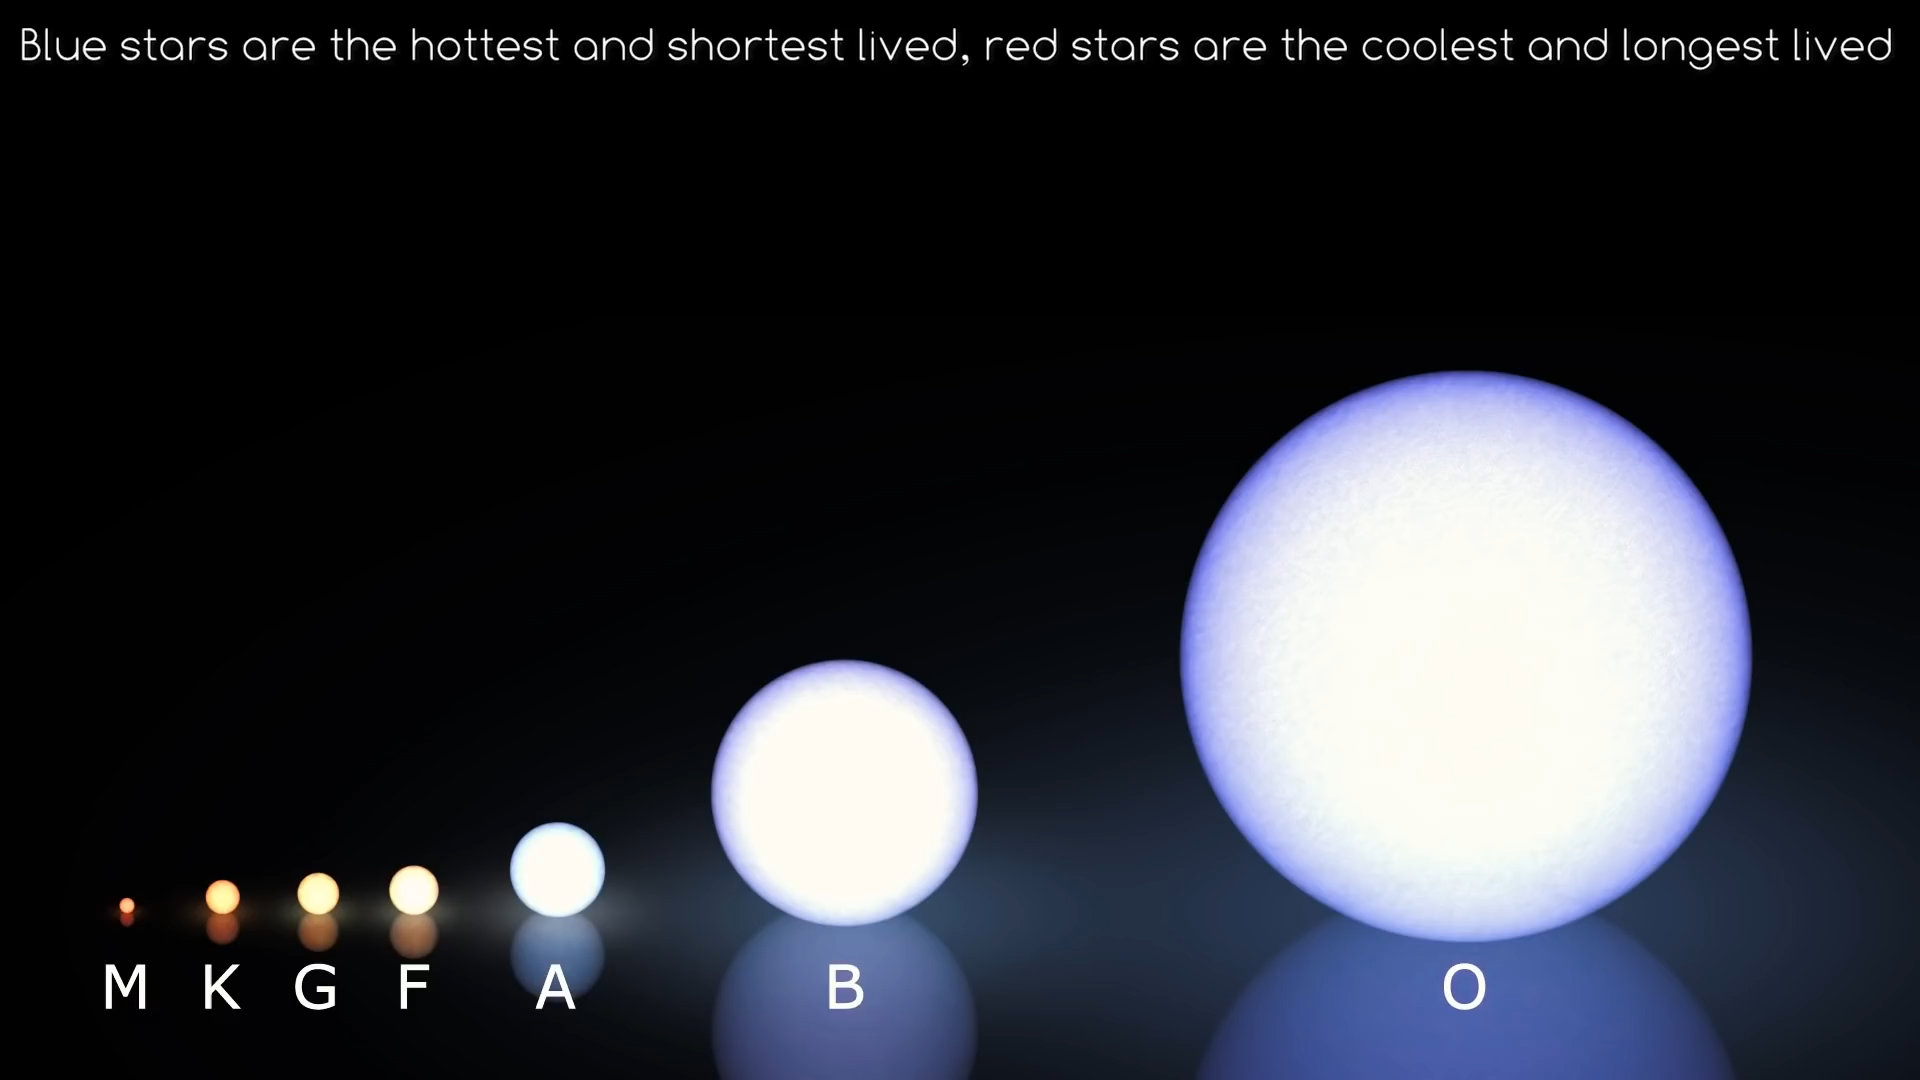 Blue stars are the hottest and shortest lived, red stars are the coolest and longest lived
M K G F A B O